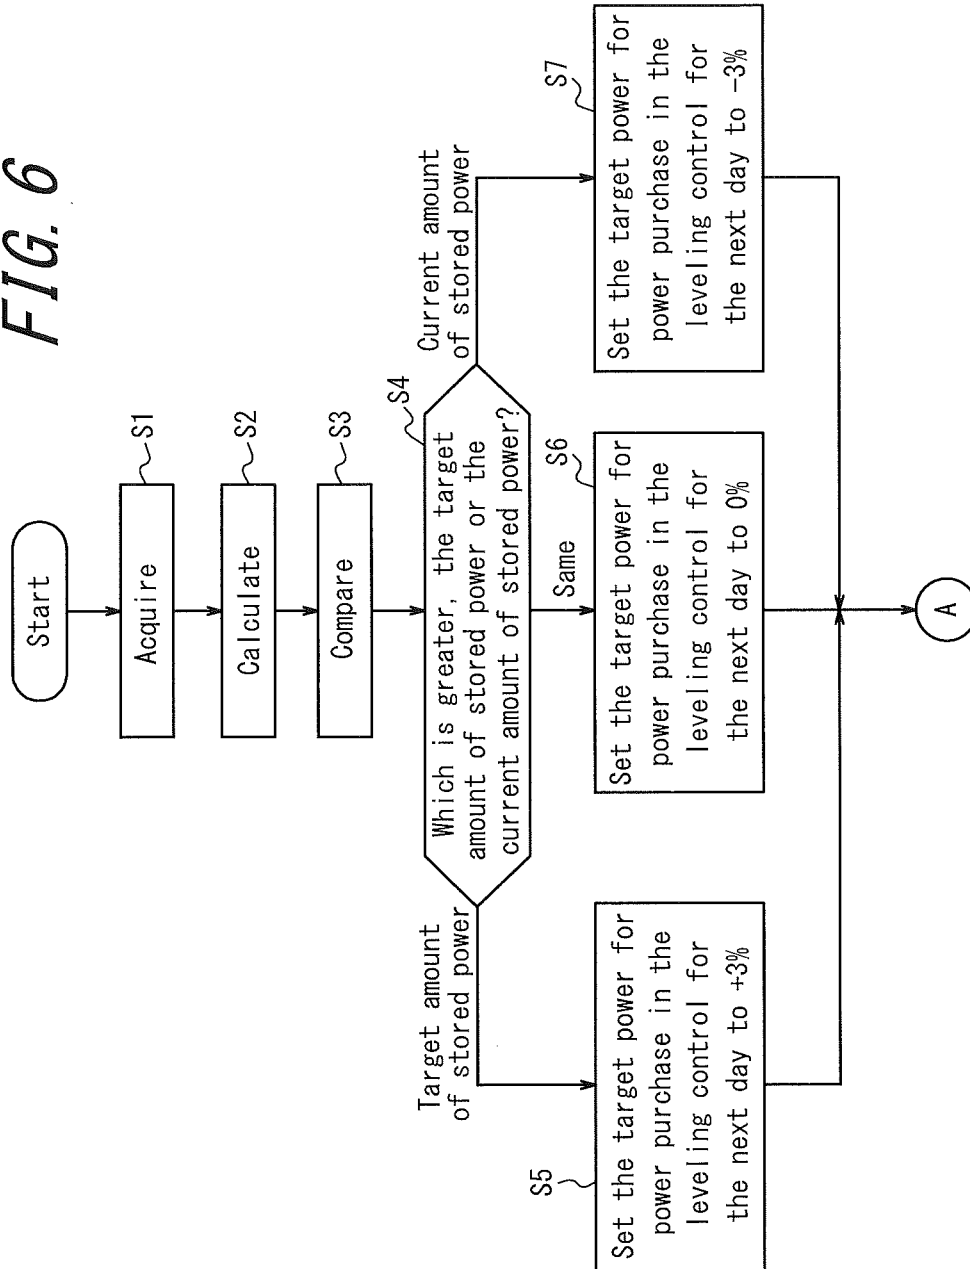 FIG. 6
Start
Acquire
S1
Calculate
S2
Compare
S3
S4
Which is greater, the target
amount of stored power or the
current amount of stored power?
Target amount
of stored power
Same
Current amount
of stored power
S5
Set the target power for
power purchase in the
leveling control for
the next day to +3%
S6
Set the target power for
power purchase in the
leveling control for
the next day to 0%
S7
Set the target power for
power purchase in the
leveling control for
the next day to −3%
A